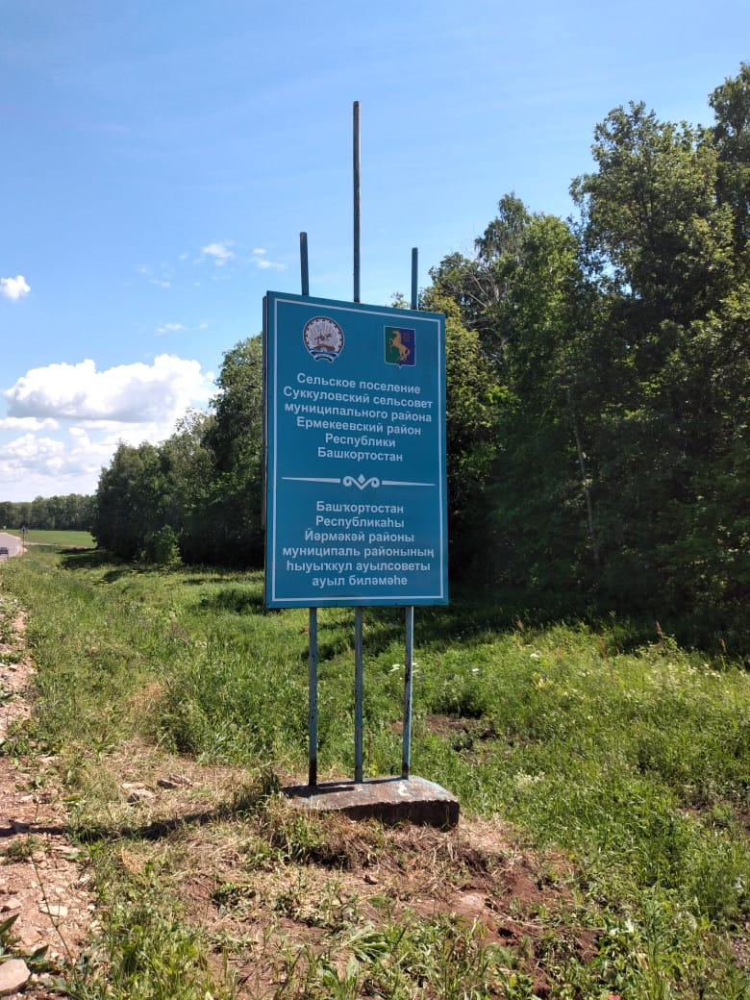 Сельское поселение
Суккуловский сельсовет
муниципального района
Ермекеевский район
Республики
Башкортостан
Башҡортостан
Республикаһы
Йәрмәкәй районы
муниципаль районының
Һыуыҡҡул ауылсоветы
ауыл биләмәһе